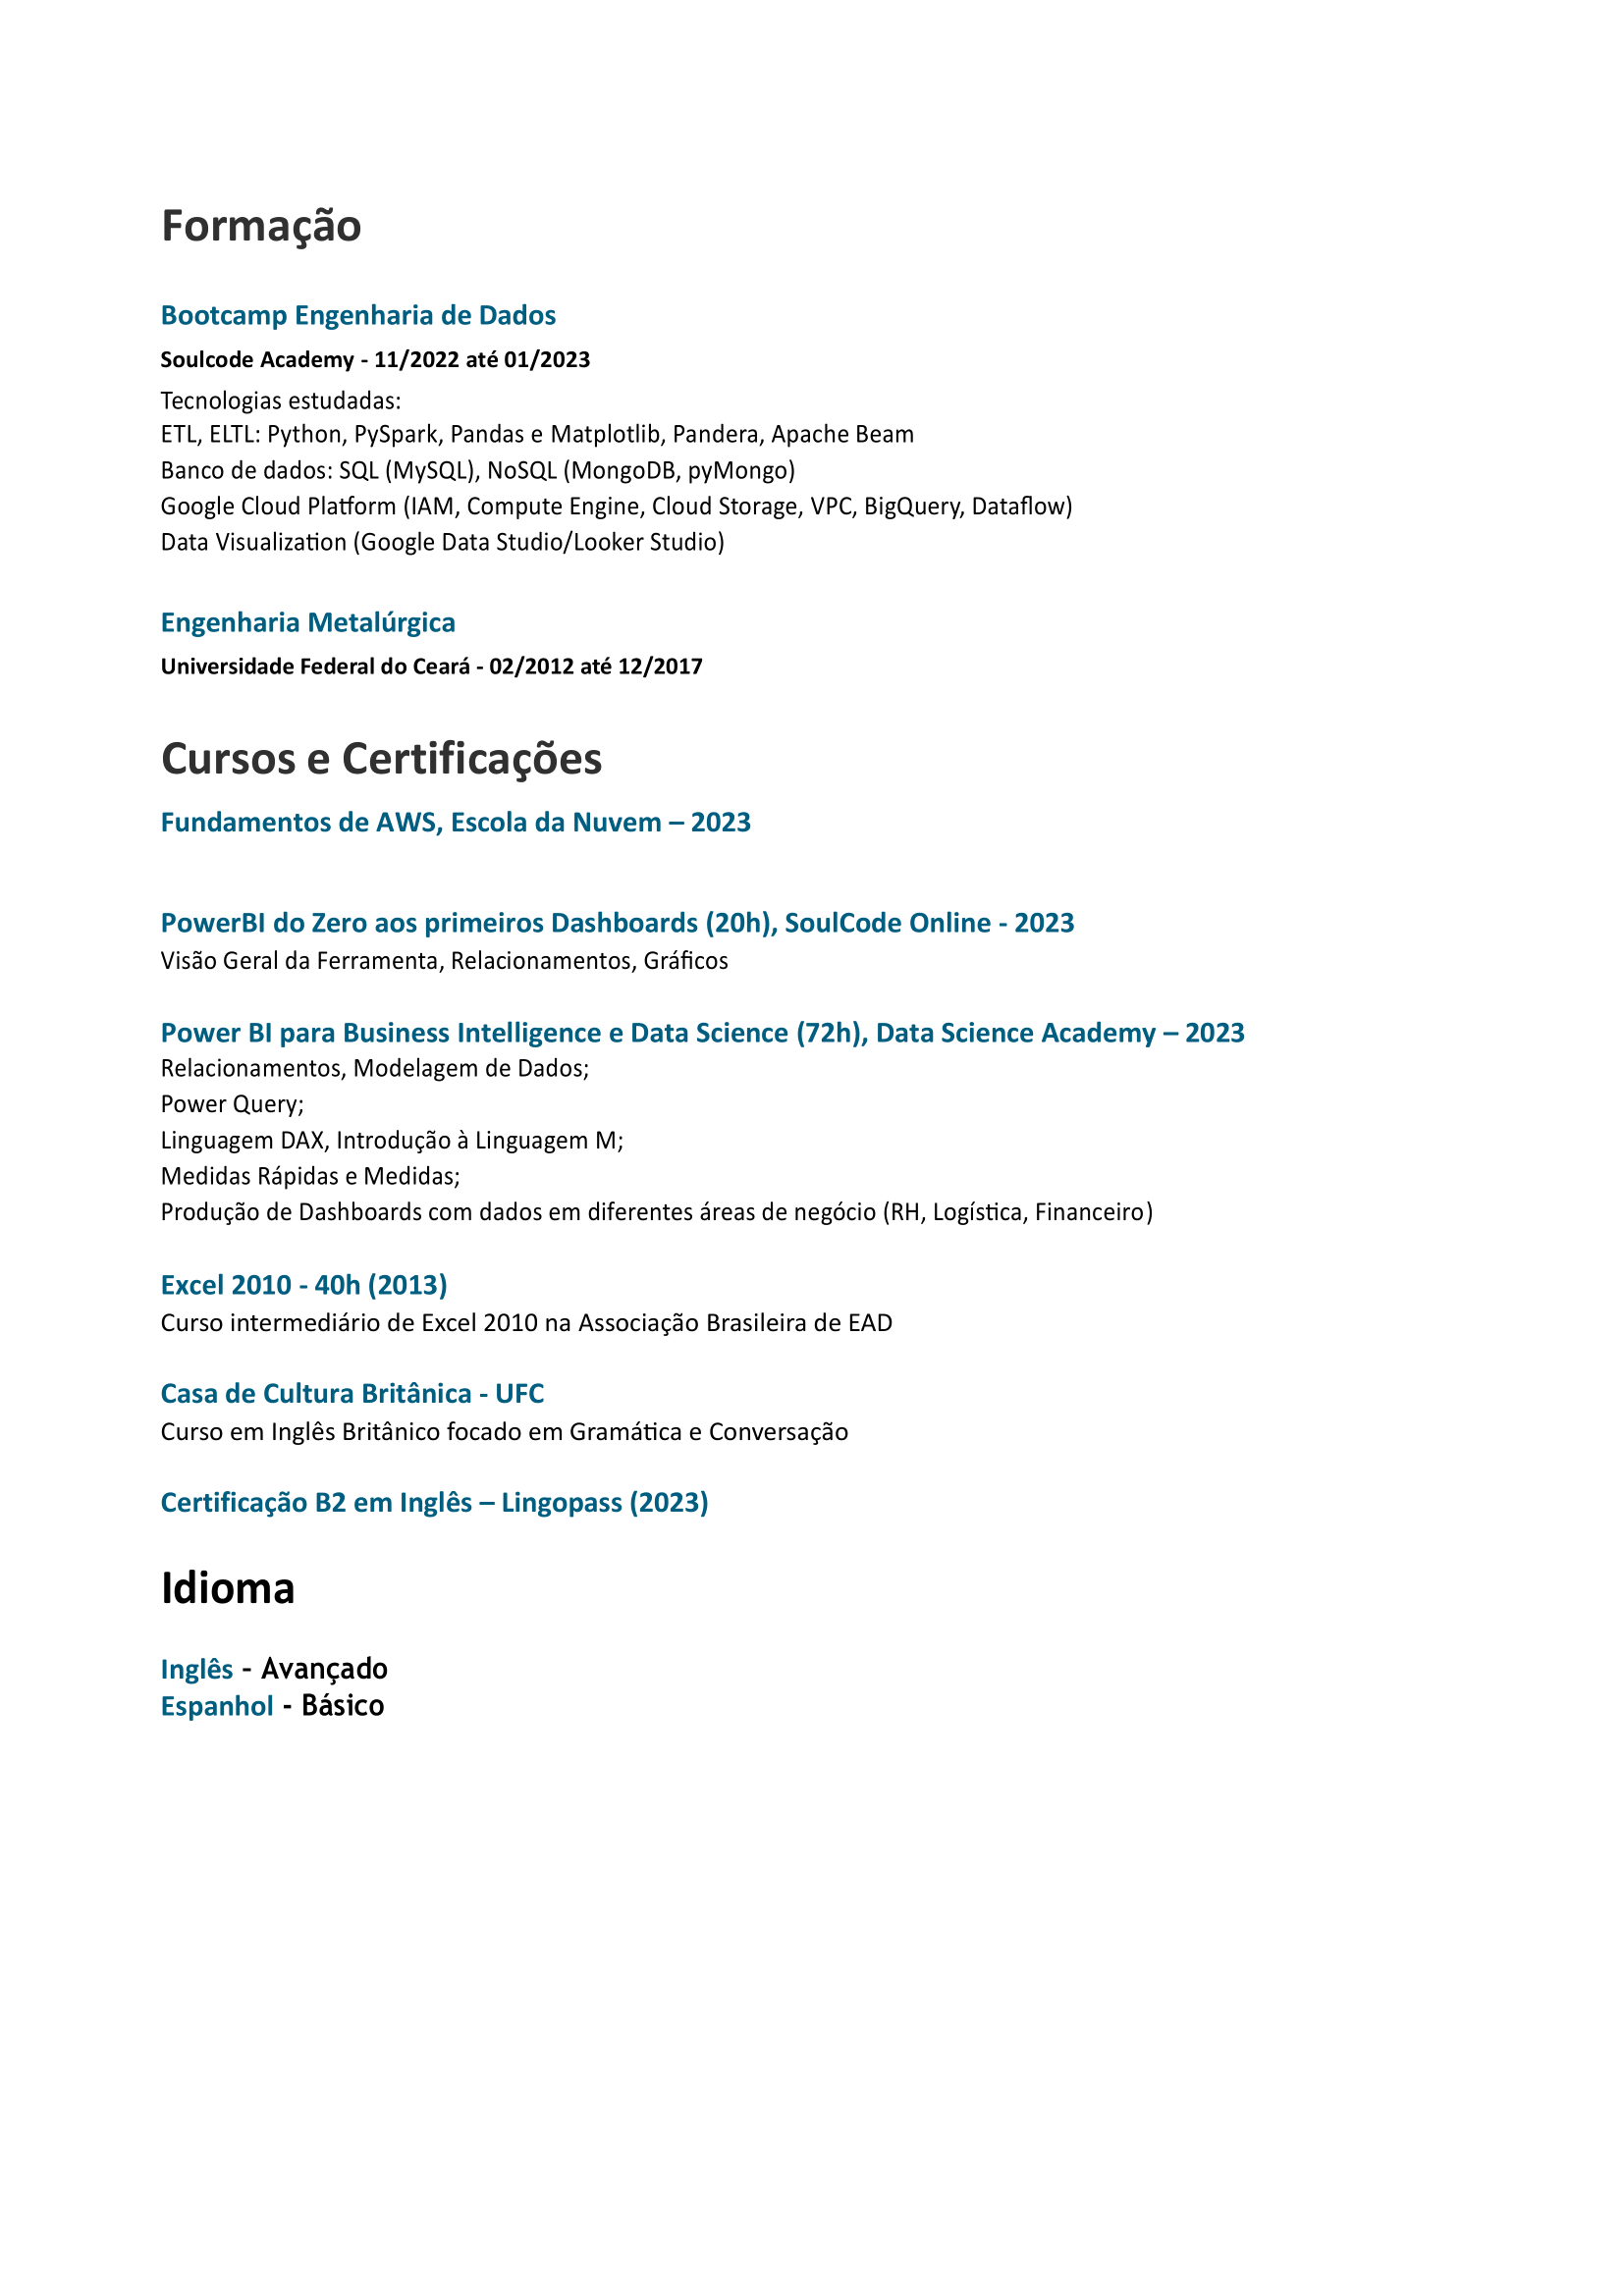 Formação
Bootcamp Engenharia de Dados
Soulcode Academy - 11/2022 até 01/2023
Tecnologias estudadas:
ETL, ELTL: Python, PySpark, Pandas e Matplotlib, Pandera, Apache Beam
Banco de dados: SQL (MySQL), NoSQL (MongoDB, pyMongo)
Google Cloud Platform (IAM, Compute Engine, Cloud Storage, VPC, BigQuery, Dataflow)
Data Visualization (Google Data Studio/Looker Studio)
Engenharia Metalúrgica
Universidade Federal do Ceará - 02/2012 até 12/2017
Cursos e Certificações
Fundamentos de AWS, Escola da Nuvem – 2023
PowerBI do Zero aos primeiros Dashboards (20h), SoulCode Online - 2023
Visão Geral da Ferramenta, Relacionamentos, Gráficos
Power BI para Business Intelligence e Data Science (72h), Data Science Academy – 2023
Relacionamentos, Modelagem de Dados;
Power Query;
Linguagem DAX, Introdução à Linguagem M;
Medidas Rápidas e Medidas;
Produção de Dashboards com dados em diferentes áreas de negócio (RH, Logística, Financeiro)
Excel 2010 - 40h (2013)
Curso intermediário de Excel 2010 na Associação Brasileira de EAD
Casa de Cultura Britânica - UFC
Curso em Inglês Britânico focado em Gramática e Conversação
Certificação B2 em Inglês – Lingopass (2023)
Idioma
Inglês - Avançado
Espanhol - Básico